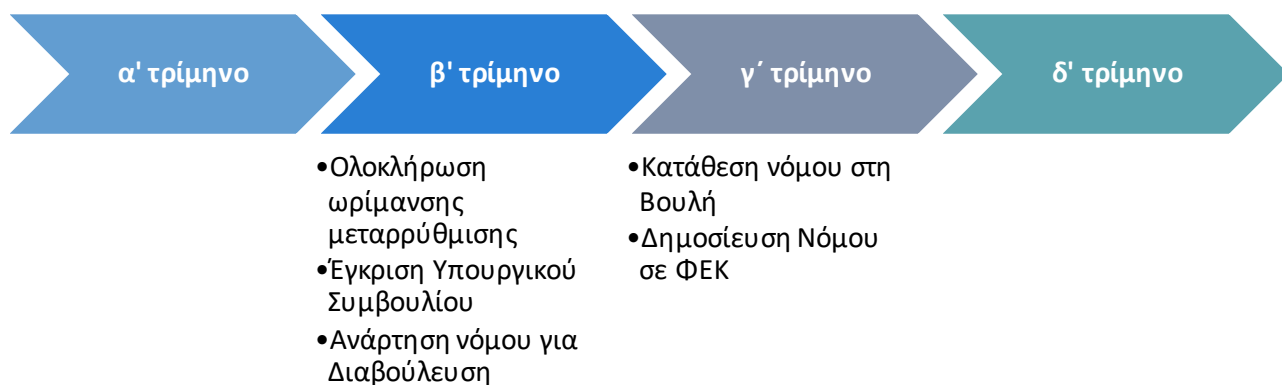 α' τρίμηνο
β' τρίμηνο
γ΄ τρίμηνο
δ' τρίμηνο
•Ολοκλήρωση
ωρίμανσης
μεταρρύθμισης
•Έγκριση Υπουργικού
Συμβουλίου
•Ανάρτηση νόμου για
Διαβούλευση
•Κατάθεση νόμου στη
Βουλή
•Δημοσίευση Νόμου
σε ΦΕΚ